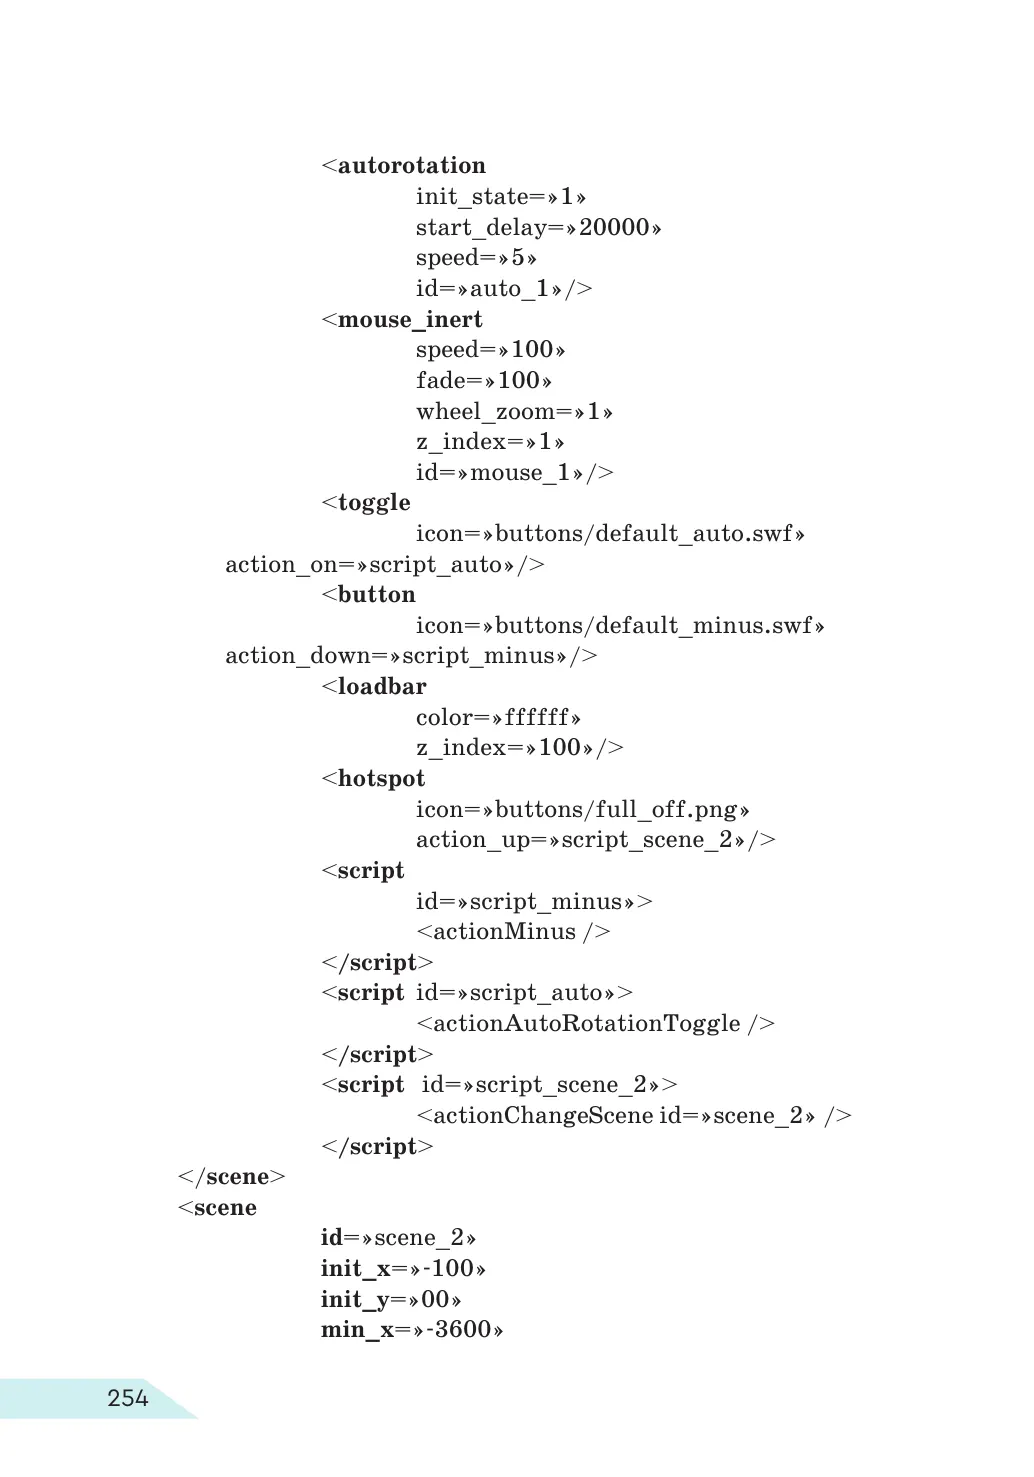 <autorotation
init_state=»1»
start_delay=»20000»
speed=»5»
id=»auto_1»/>
<mouse_inert
speed=»100»
fade=»100»
wheel_zoom=»1»
z_index=»1»
id=»mouse_1»/>
<toggle
icon=»buttons/default_auto.swf»
action_on=»script_auto»/>
<button
icon=»buttons/default_minus.swf»
action_down=»script_minus»/>
<loadbar
color=»ffffff»
z_index=»100»/>
<hotspot
icon=»buttons/full_off.png»
action_up=»script_scene_2»/>
<script
id=»script_minus»>
<actionMinus />
</script>
<script id=»script_auto»>
<actionAutoRotationToggle />
</script>
<script id=»script_scene_2»>
<actionChangeScene id=»scene_2» />
</script>
</scene>
<scene
id=»scene_2»
init_x=»-100»
init_y=»00»
min_x=»-3600»
254